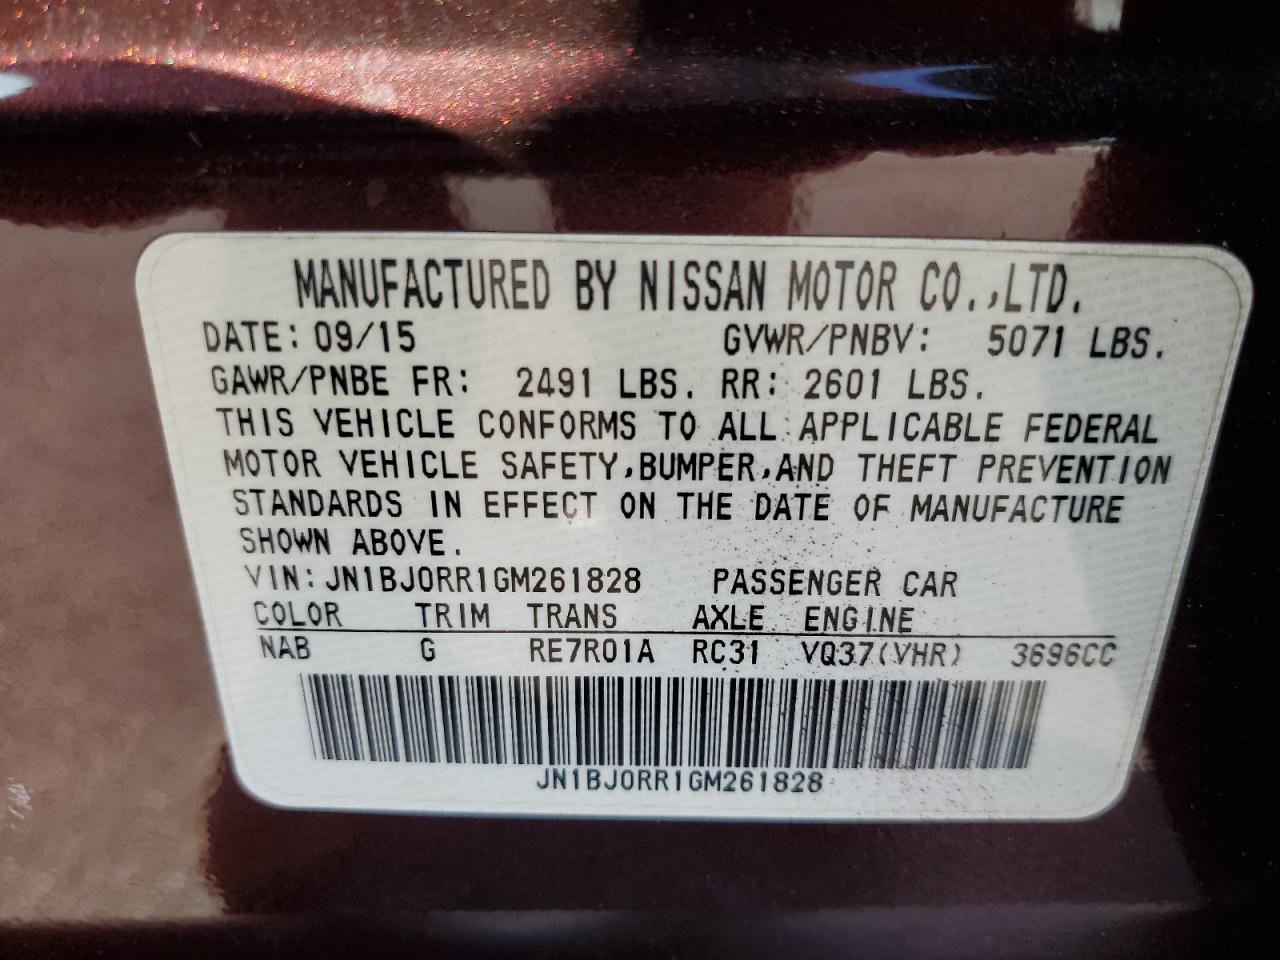 MANUFACTURED BY NISSAN MOTOR CO.,LTD.
DATE: 09/15 GVWR/PNBV: 5071 LBS.
GAWR/PNBE FR: 2491 LBS. RR: 2601 LBS.
THIS VEHICLE CONFORMS TO ALL APPLICABLE FEDERAL
MOTOR VEHICLE SAFETY,BUMPER,AND THEFT PREVENTION
STANDARDS IN EFFECT ON THE DATE OF MANUFACTURE
SHOWN ABOVE.
VIN: JN1BJ0RR1GM261828 PASSENGER CAR
COLOR TRIM TRANS AXLE ENGINE
NAB G RE7R01A RC31 VQ37(VHR) 3696CC
JN1BJ0RR1GM261828